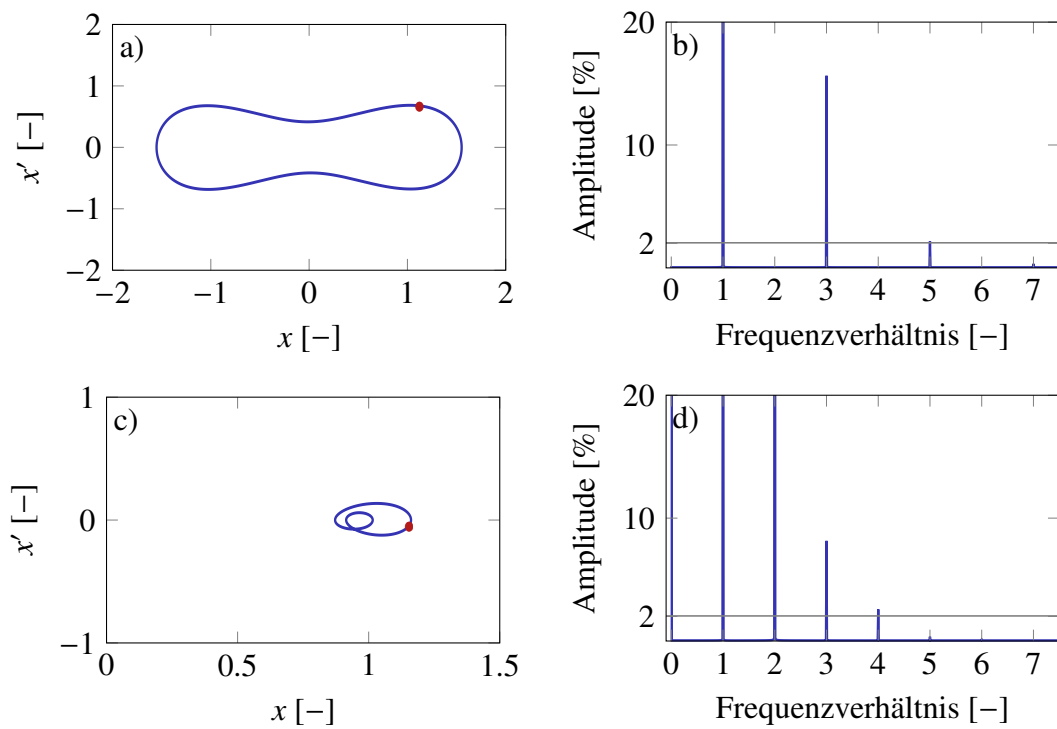 a)
2
1
0
−1
−2
x′ [−]
−2
−1
0
1
2
x [−]
b)
20
10
2
Amplitude [%]
0 1 2 3 4 5 6 7
Frequenzverhältnis [−]
c)
1
0
−1
x′ [−]
0
0.5
1
1.5
x [−]
d)
20
10
2
Amplitude [%]
0 1 2 3 4 5 6 7
Frequenzverhältnis [−]